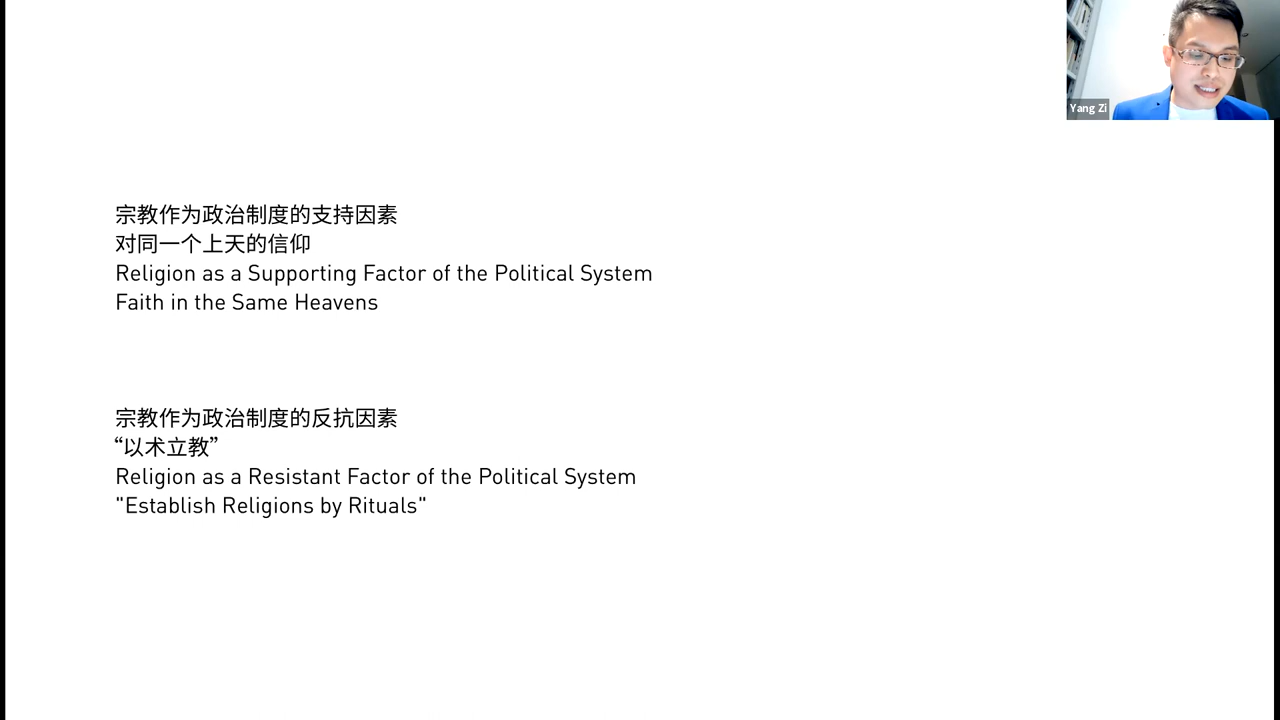 Yang Zi
宗教作为政治制度的支持因素
对同一个上天的信仰
Religion as a Supporting Factor of the Political System
Faith in the Same Heavens
宗教作为政治制度的反抗因素
“以术立教”
Religion as a Resistant Factor of the Political System
"Establish Religions by Rituals"